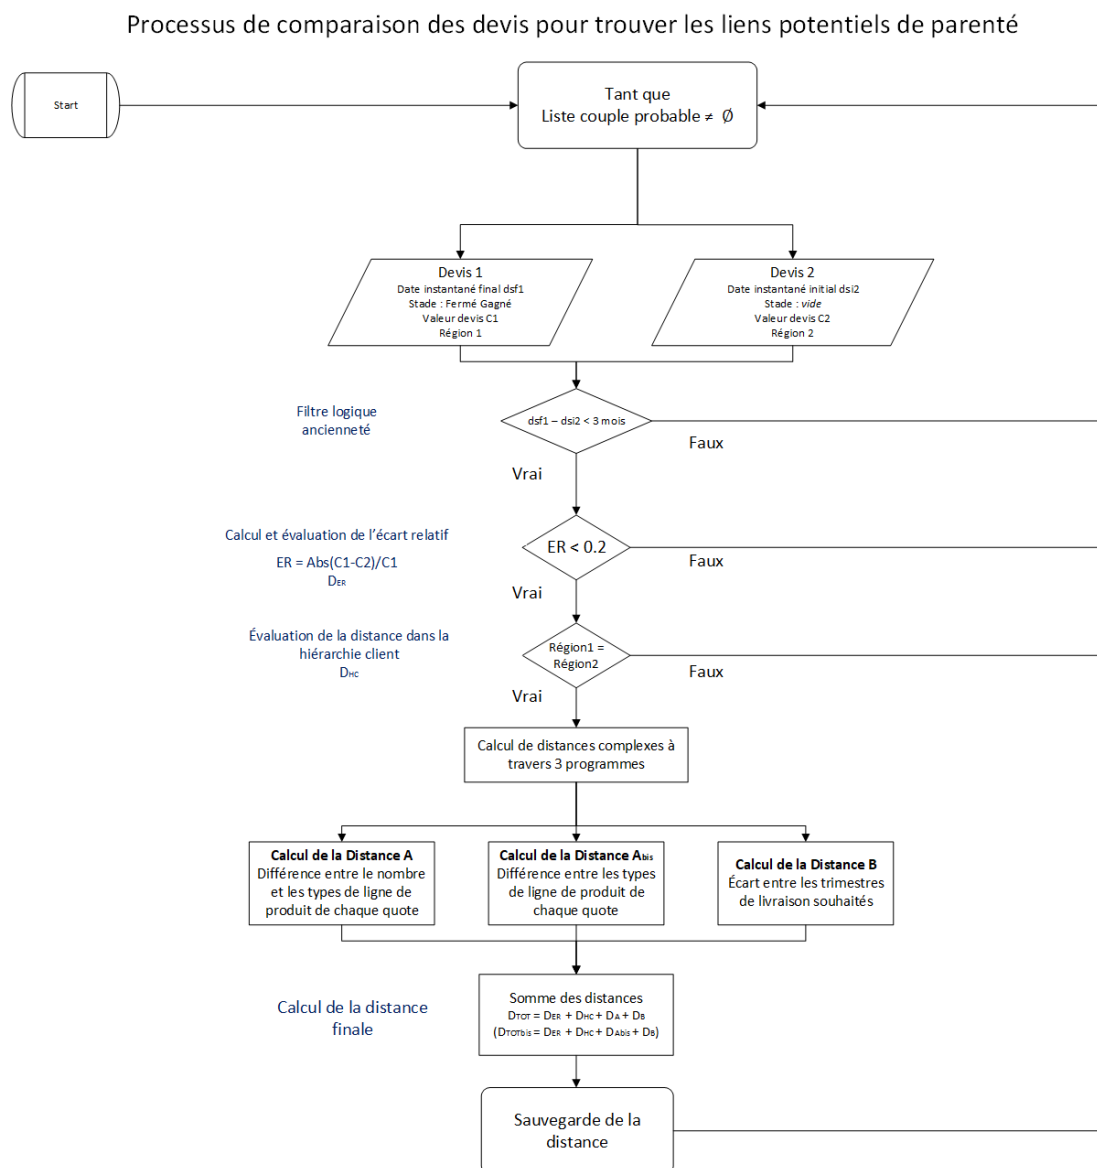 Processus de comparaison des devis pour trouver les liens potentiels de parenté
Start
Tant que
Liste couple probable ≠ Ø
Devis 1
Date instantané final dsf1
Stade : Fermé Gagné
Valeur devis C1
Région 1
Devis 2
Date instantané initial dsi2
Stade : vide
Valeur devis C2
Région 2
Filtre logique
ancienneté
dsf1 – dsi2 < 3 mois
Faux
Vrai
Calcul et évaluation de l'écart relatif
ER = Abs(C1-C2)/C1
DER
ER < 0.2
Faux
Vrai
Évaluation de la distance dans la
hiérarchie client
DHC
Région1 =
Région2
Faux
Vrai
Calcul de distances complexes à
travers 3 programmes
Calcul de la Distance A
Différence entre le nombre
et les types de ligne de
produit de chaque quote
Calcul de la Distance Abis
Différence entre les types
de ligne de produit de
chaque quote
Calcul de la Distance B
Écart entre les trimestres
de livraison souhaités
Calcul de la distance
finale
Somme des distances
DTOT = DER + DHC + DA + DB
(DTOTbis = DER + DHC + DAbis + DB)
Sauvegarde de la
distance